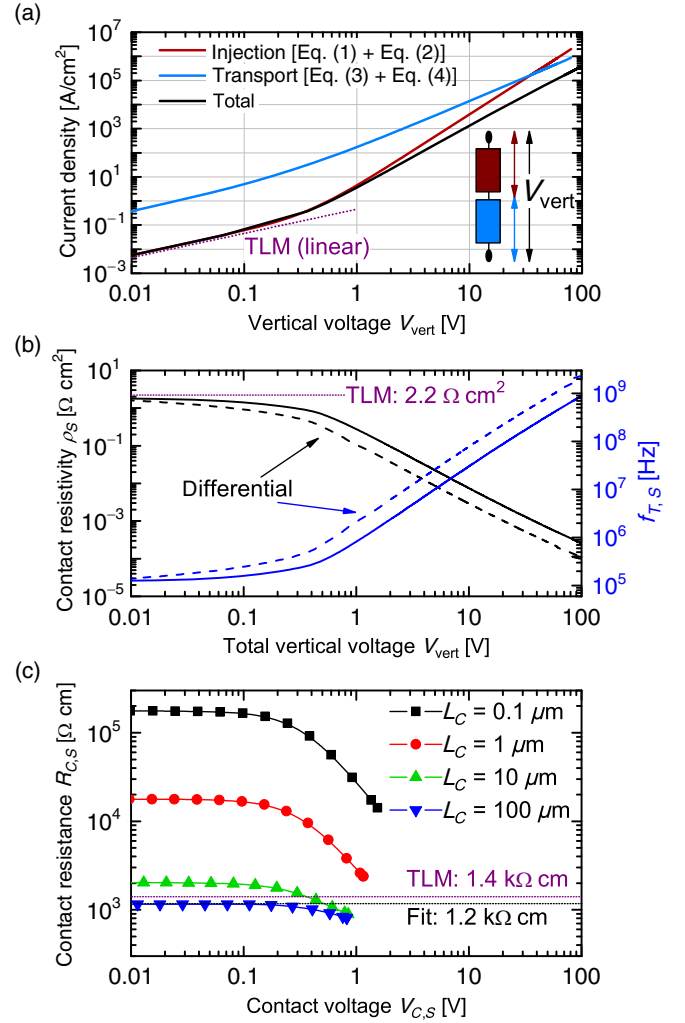 (a)
Current density [A/cm²]
10⁷
10⁵
10³
10¹
10⁻¹
10⁻³
Injection [Eq. (1) + Eq. (2)]
Transport [Eq. (3) + Eq. (4)]
Total
TLM (linear)
V_vert
0.01 0.1 1 10 100
Vertical voltage V_vert [V]
(b)
Contact resistivity ρ_S [Ω cm²]
10¹
10⁻¹
10⁻³
10⁻⁵
TLM: 2.2 Ω cm²
Differential
10⁹
10⁸
10⁷
10⁶
10⁵
f_T, S [Hz]
0.01 0.1 1 10 100
Total vertical voltage V_vert [V]
(c)
Contact resistance R_C,S [Ω cm]
10⁵
10⁴
10³
L_C = 0.1 µm
L_C = 1 µm
L_C = 10 µm
L_C = 100 µm
TLM: 1.4 kΩ cm
Fit: 1.2 kΩ cm
0.01 0.1 1 10 100
Contact voltage V_C,S [V]